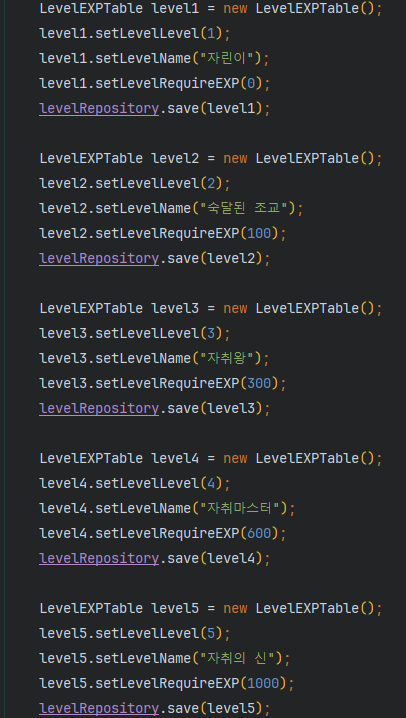 LevelEXPTable level1 = new LevelEXPTable();
level1.setLevelLevel(1);
level1.setLevelName("자린이");
level1.setLevelRequireEXP(0);
levelRepository.save(level1);
LevelEXPTable level2 = new LevelEXPTable();
level2.setLevelLevel(2);
level2.setLevelName("숙달된 조교");
level2.setLevelRequireEXP(100);
levelRepository.save(level2);
LevelEXPTable level3 = new LevelEXPTable();
level3.setLevelLevel(3);
level3.setLevelName("자취왕");
level3.setLevelRequireEXP(300);
levelRepository.save(level3);
LevelEXPTable level4 = new LevelEXPTable();
level4.setLevelLevel(4);
level4.setLevelName("자취마스터");
level4.setLevelRequireEXP(600);
levelRepository.save(level4);
LevelEXPTable level5 = new LevelEXPTable();
level5.setLevelLevel(5);
level5.setLevelName("자취의 신");
level5.setLevelRequireEXP(1000);
levelRepository.save(level5);